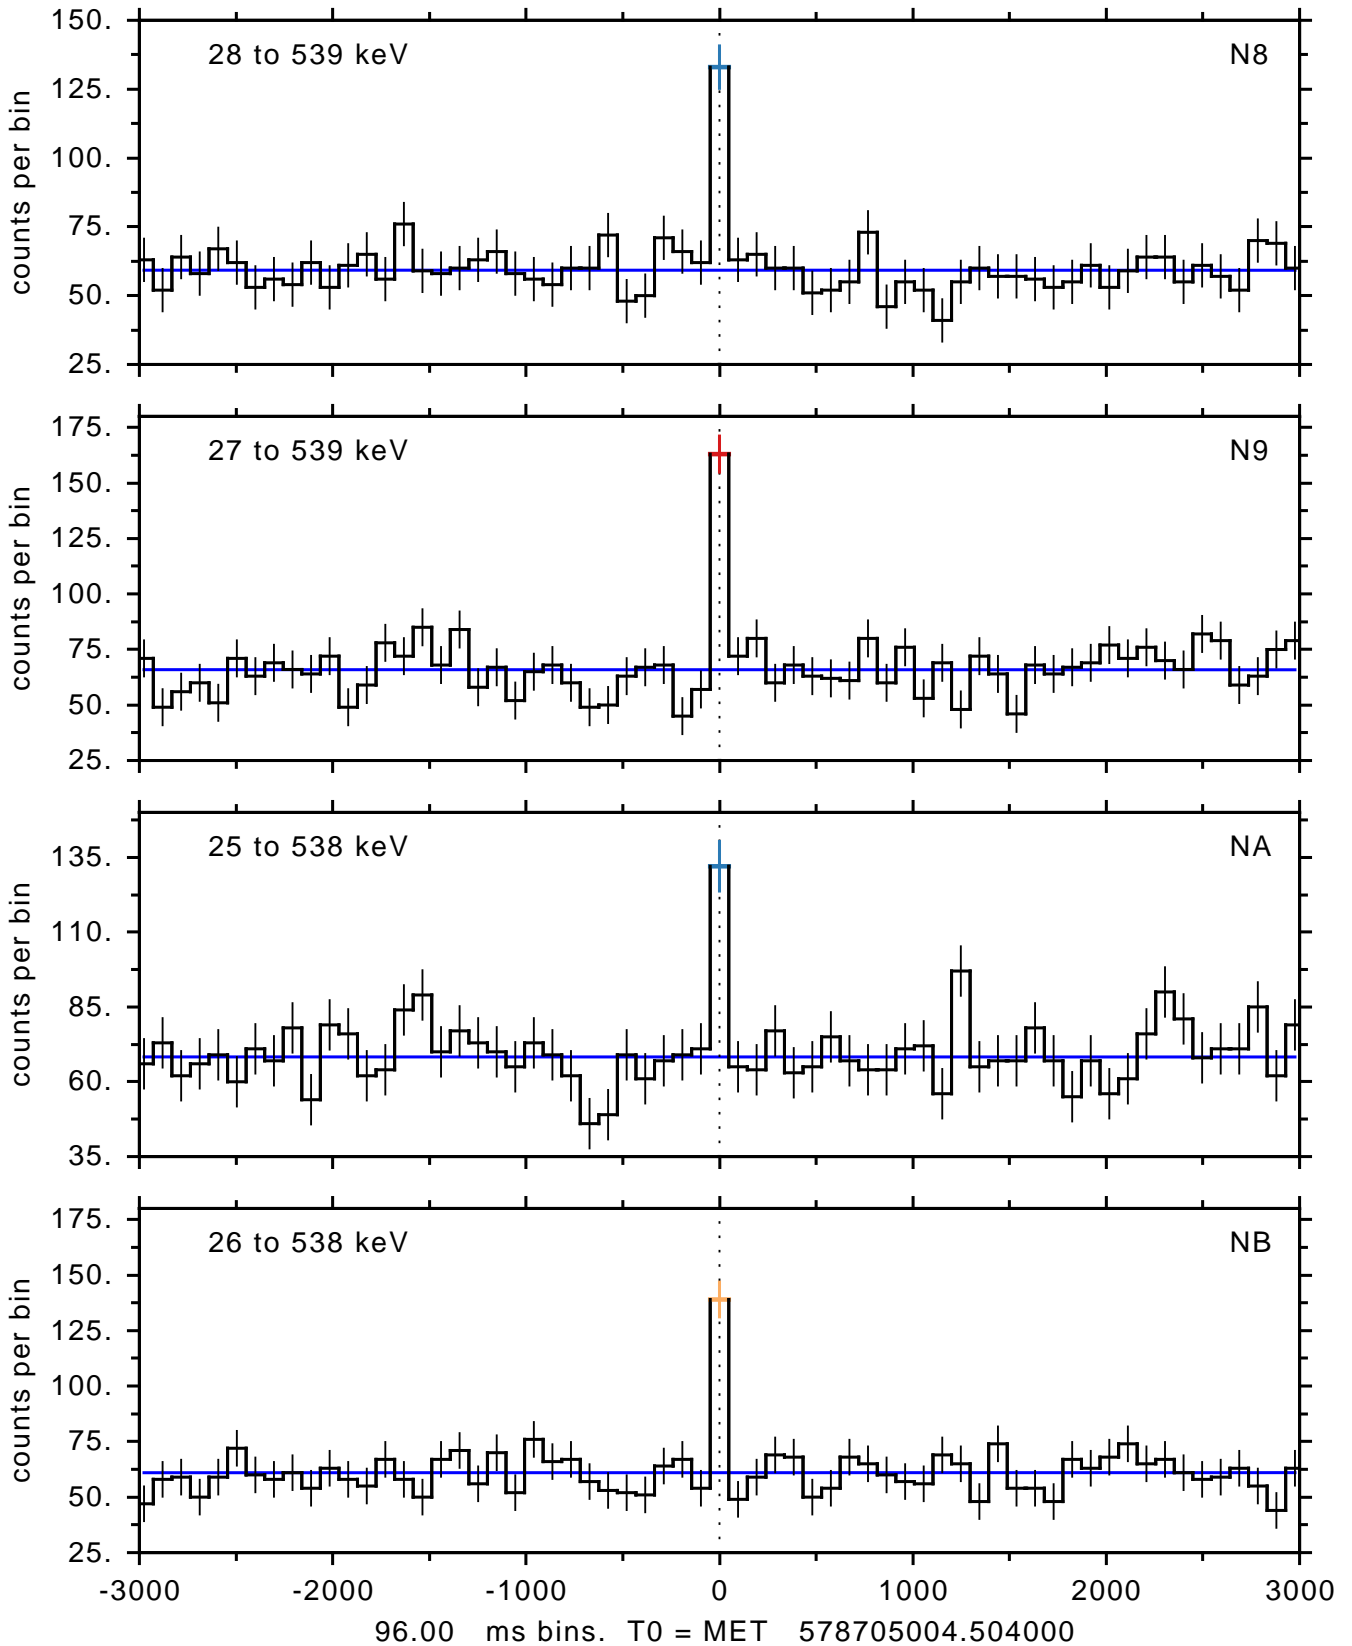 28 to 539 keV N8
counts per bin
150.
125.
100.
75.
50.
25.
27 to 539 keV N9
counts per bin
175.
150.
125.
100.
75.
50.
25.
25 to 538 keV NA
counts per bin
135.
110.
85.
60.
35.
26 to 538 keV NB
counts per bin
175.
150.
125.
100.
75.
50.
25.
-3000 -2000 -1000 0 1000 2000 3000
96.00 ms bins. T0 = MET 578705004.504000